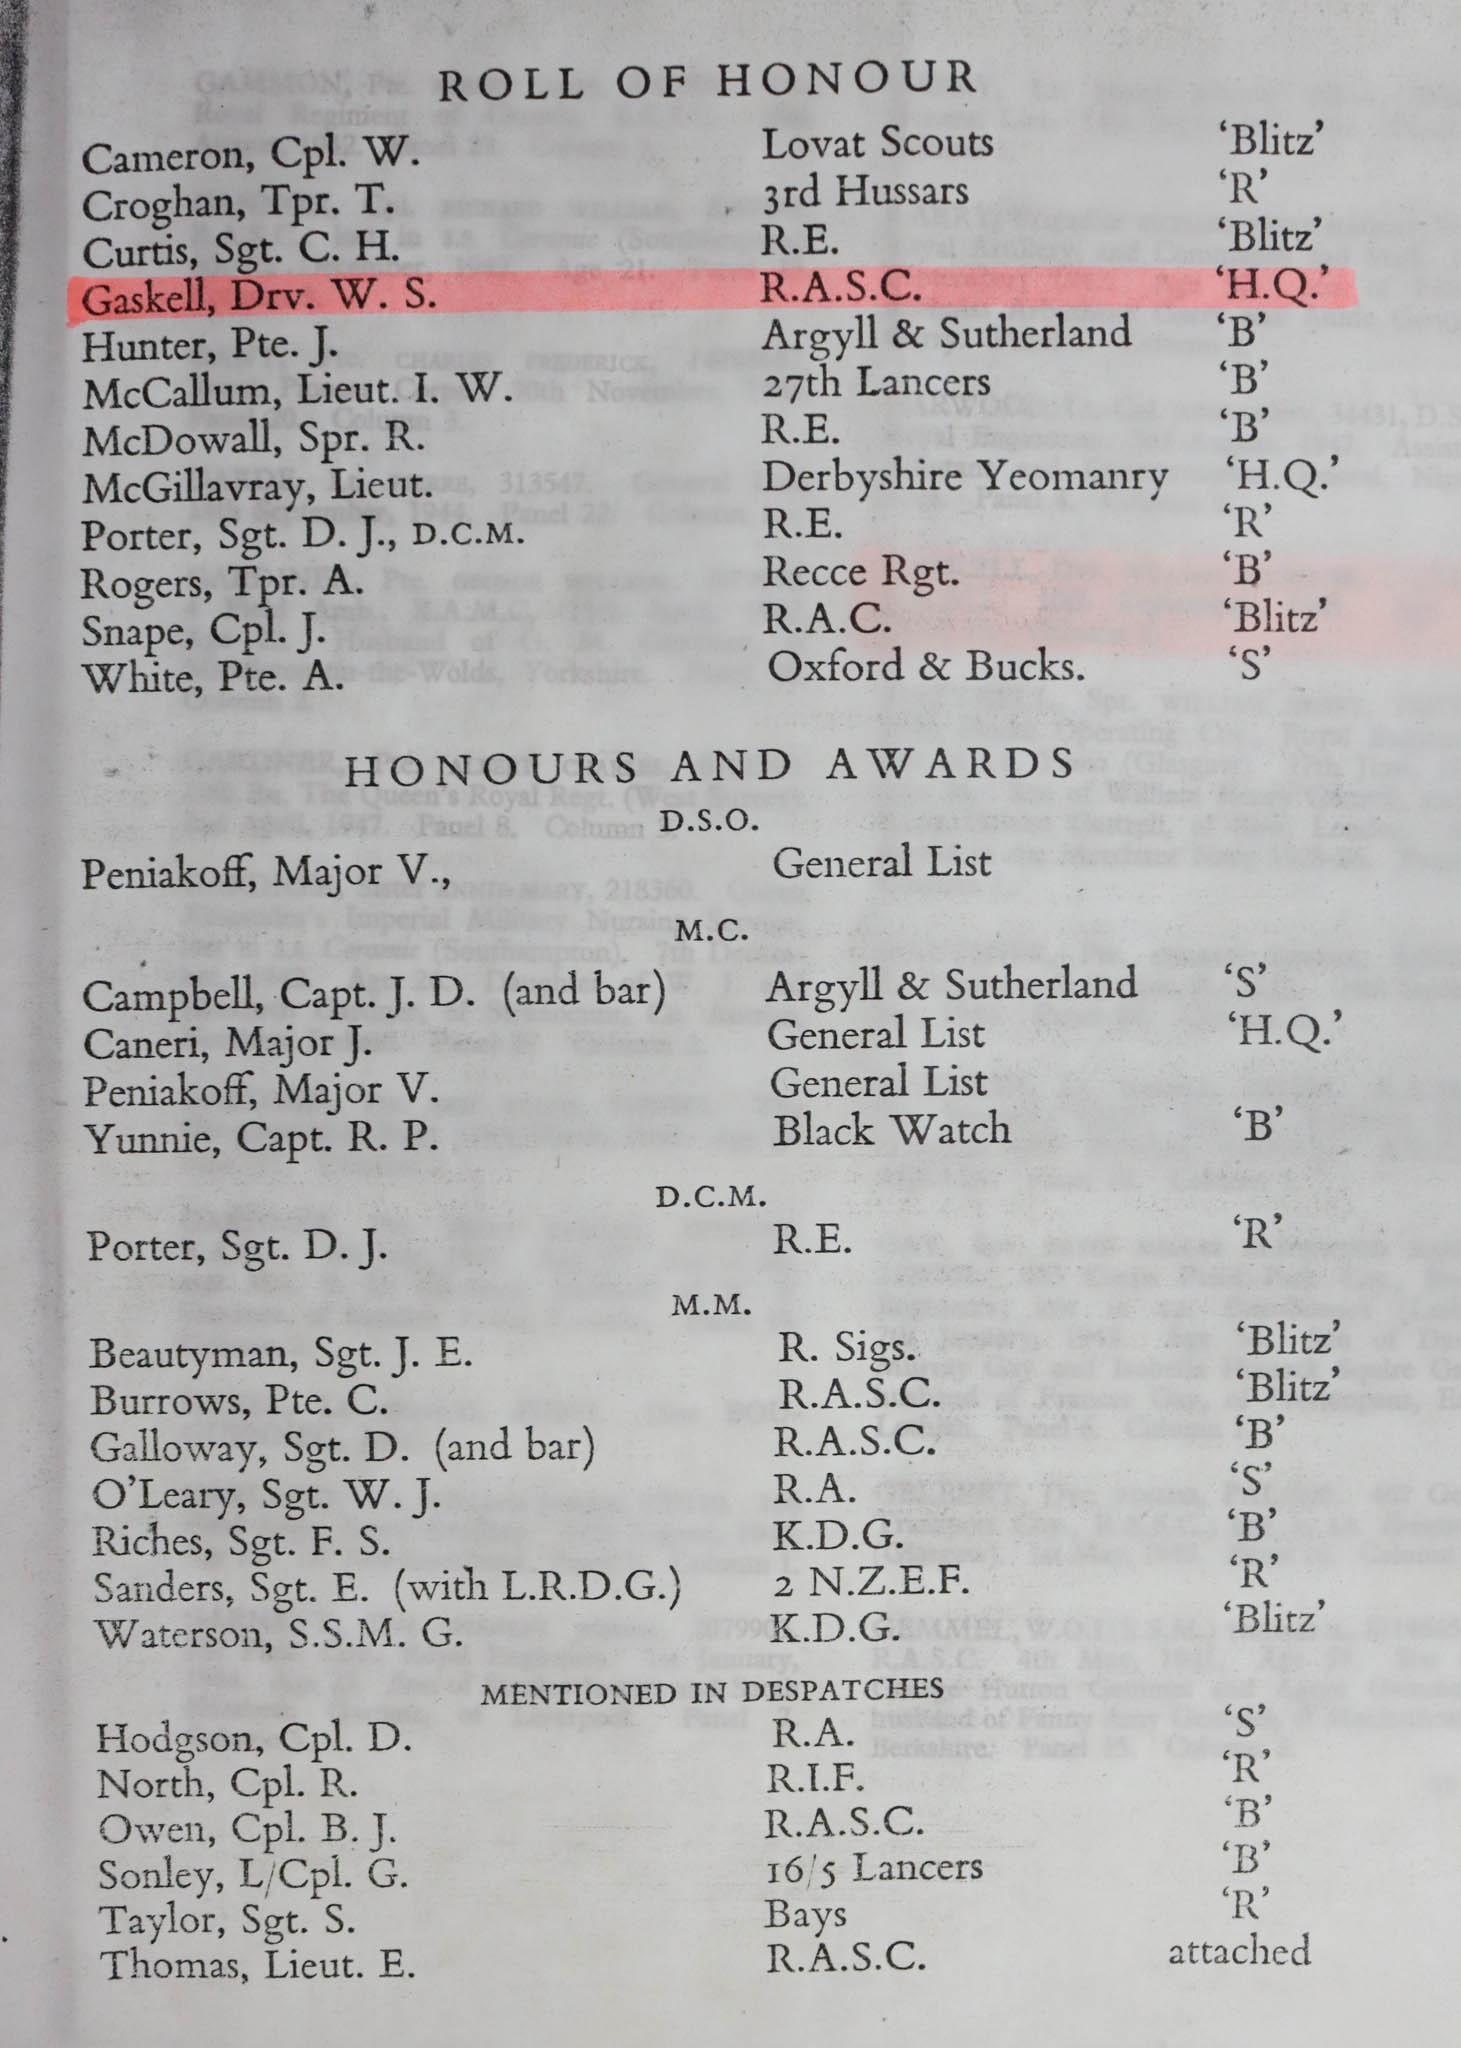 ROLL OF HONOUR
Cameron, Cpl. W. Lovat Scouts 'Blitz'
Croghan, Tpr. T. 3rd Hussars 'R'
Curtis, Sgt. C. H. R.E. 'Blitz'
Gaskell, Drv. W. S. R.A.S.C. 'H.Q.'
Hunter, Pte. J. Argyll & Sutherland 'B'
McCallum, Lieut. I. W. 27th Lancers 'B'
McDowall, Spr. R. R.E. 'B'
McGillavray, Lieut. Derbyshire Yeomanry 'H.Q.'
Porter, Sgt. D. J., D.C.M. R.E. 'R'
Rogers, Tpr. A. Recce Rgt. 'B'
Snape, Cpl. J. R.A.C. 'Blitz'
White, Pte. A. Oxford & Bucks. 'S'
HONOURS AND AWARDS
D.S.O.
Peniakoff, Major V., General List
M.C.
Campbell, Capt. J. D. (and bar) Argyll & Sutherland 'S'
Caneri, Major J. General List 'H.Q.'
Peniakoff, Major V. General List
Yunnie, Capt. R. P. Black Watch 'B'
D.C.M.
Porter, Sgt. D. J. R.E. 'R'
M.M.
Beautyman, Sgt. J. E. R. Sigs. 'Blitz'
Burrows, Pte. C. R.A.S.C. 'Blitz'
Galloway, Sgt. D. (and bar) R.A.S.C. 'B'
O'Leary, Sgt. W. J. R.A. 'S'
Riches, Sgt. F. S. K.D.G. 'B'
Sanders, Sgt. E. (with L.R.D.G.) 2 N.Z.E.F. 'R'
Waterson, S.S.M. G. K.D.G. 'Blitz'
MENTIONED IN DESPATCHES
Hodgson, Cpl. D. R.A. 'S'
North, Cpl. R. R.I.F. 'R'
Owen, Cpl. B. J. R.A.S.C. 'B'
Sonley, L/Cpl. G. 16/5 Lancers 'B'
Taylor, Sgt. S. Bays 'R'
Thomas, Lieut. E. R.A.S.C. attached